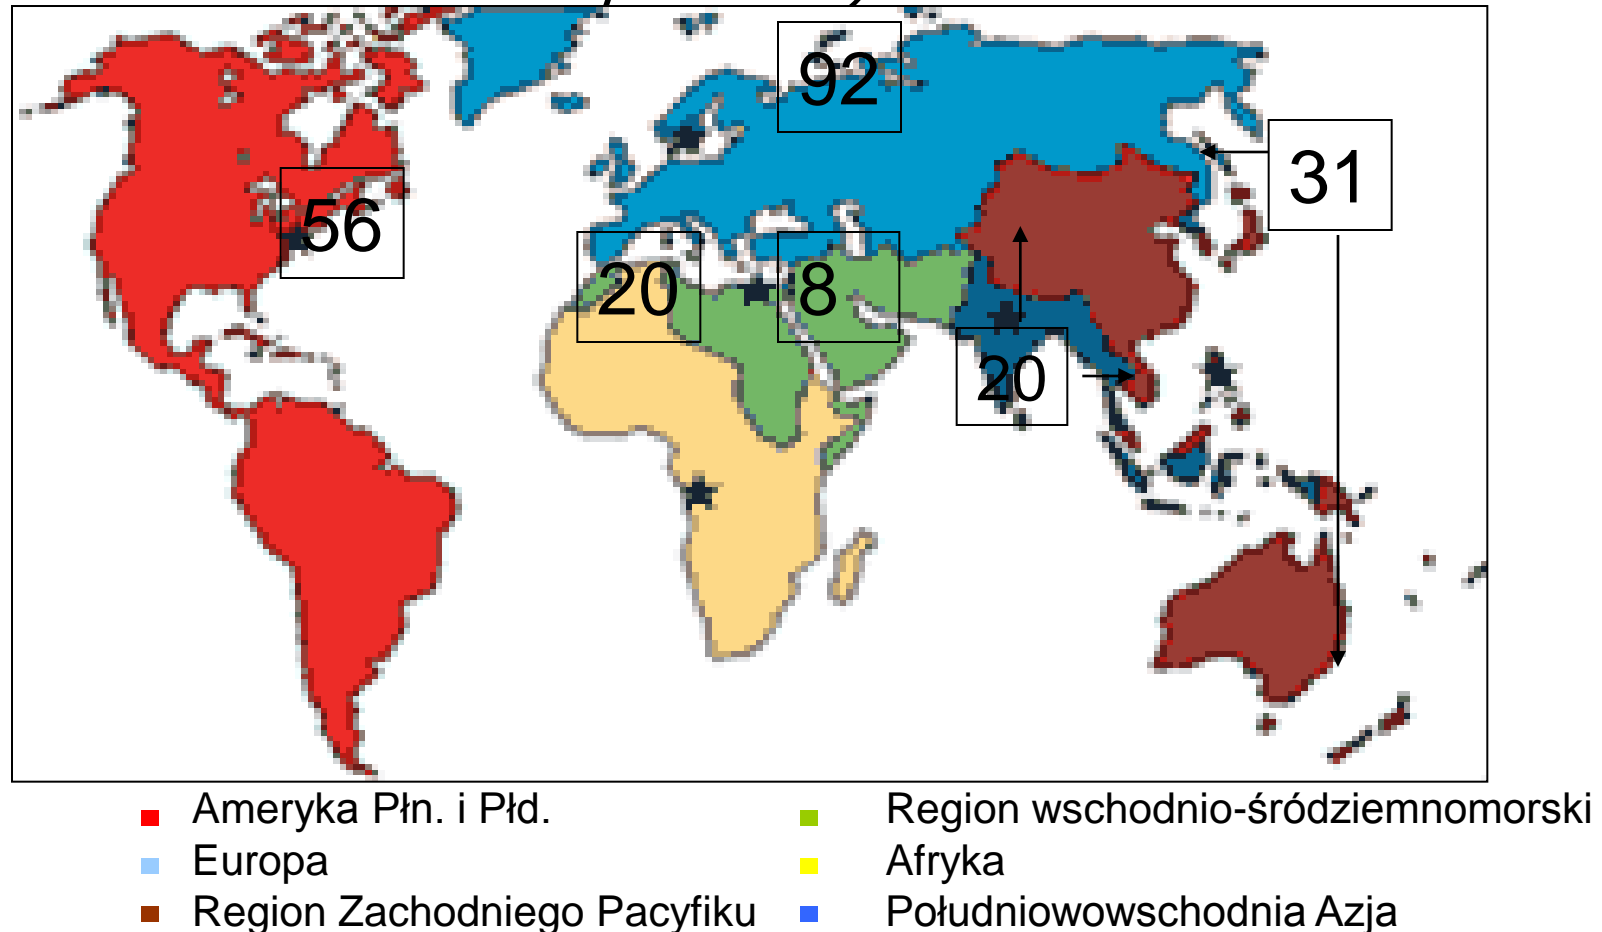 92
31
56
20
8
20
Ameryka Płn. i Płd.
Region wschodnio-śródziemnomorski
Europa
Afryka
Region Zachodniego Pacyfiku
Południowowschodnia Azja